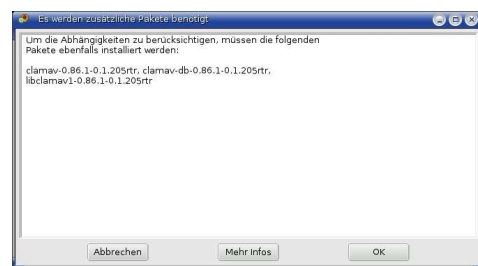 Es werden zusätzliche Pakete benötigt
Um die Abhängigkeiten zu berücksichtigen, müssen die folgenden
Pakete ebenfalls installiert werden:
clamav-0.86.1-0.1.205rtr, clamav-db-0.86.1-0.1.205rtr,
libclamav1-0.86.1-0.1.205rtr
Abbrechen
Mehr Infos
OK